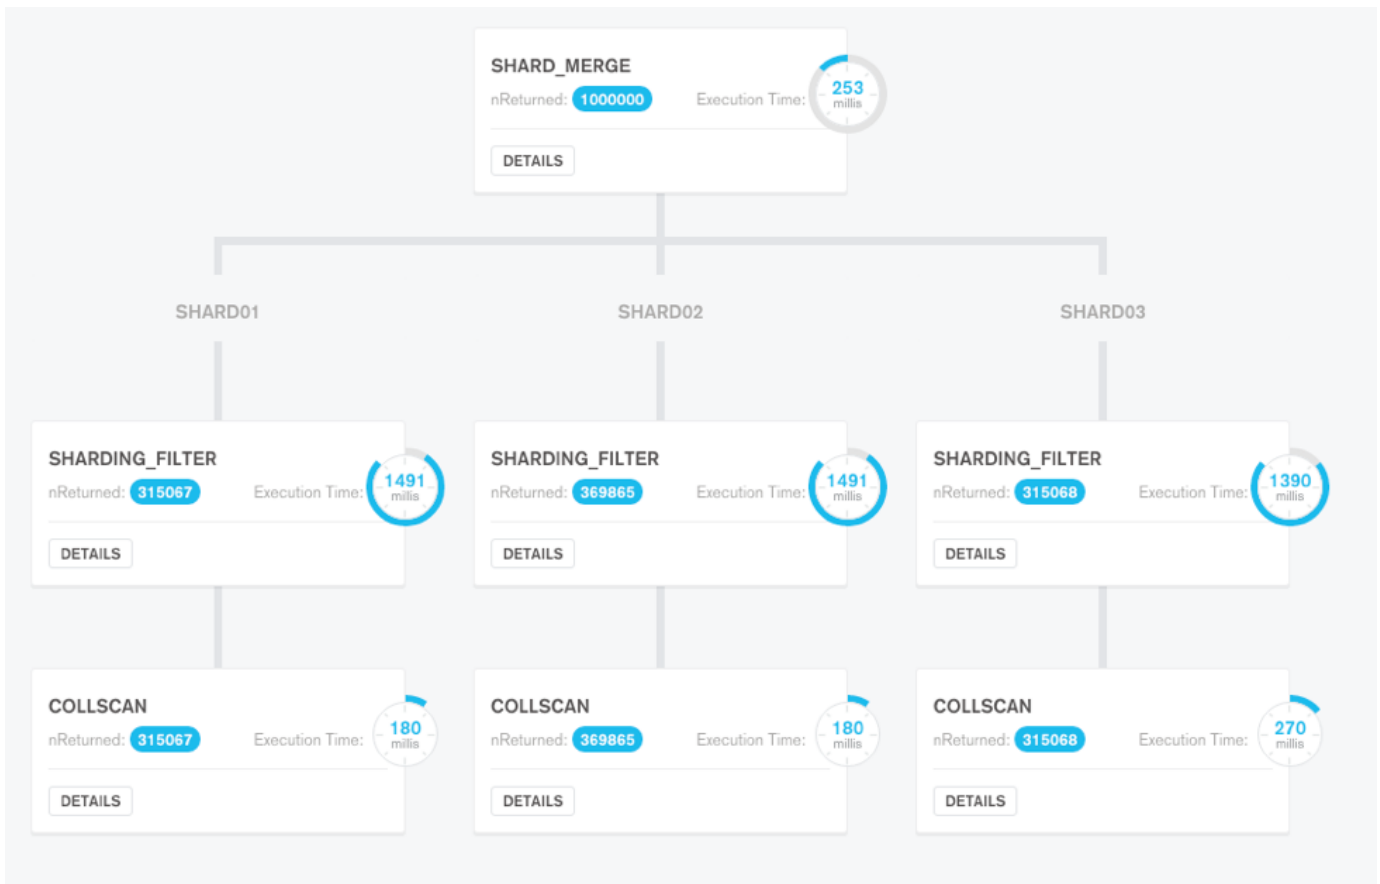 SHARD_MERGE
nReturned: 1000000 Execution Time: 253 millis
DETAILS
SHARD01 SHARD02 SHARD03
SHARDING_FILTER
nReturned: 315067 Execution Time: 1491 millis
DETAILS
SHARDING_FILTER
nReturned: 369865 Execution Time: 1491 millis
DETAILS
SHARDING_FILTER
nReturned: 315068 Execution Time: 1390 millis
DETAILS
COLLSCAN
nReturned: 315067 Execution Time: 180 millis
DETAILS
COLLSCAN
nReturned: 369865 Execution Time: 180 millis
DETAILS
COLLSCAN
nReturned: 315068 Execution Time: 270 millis
DETAILS